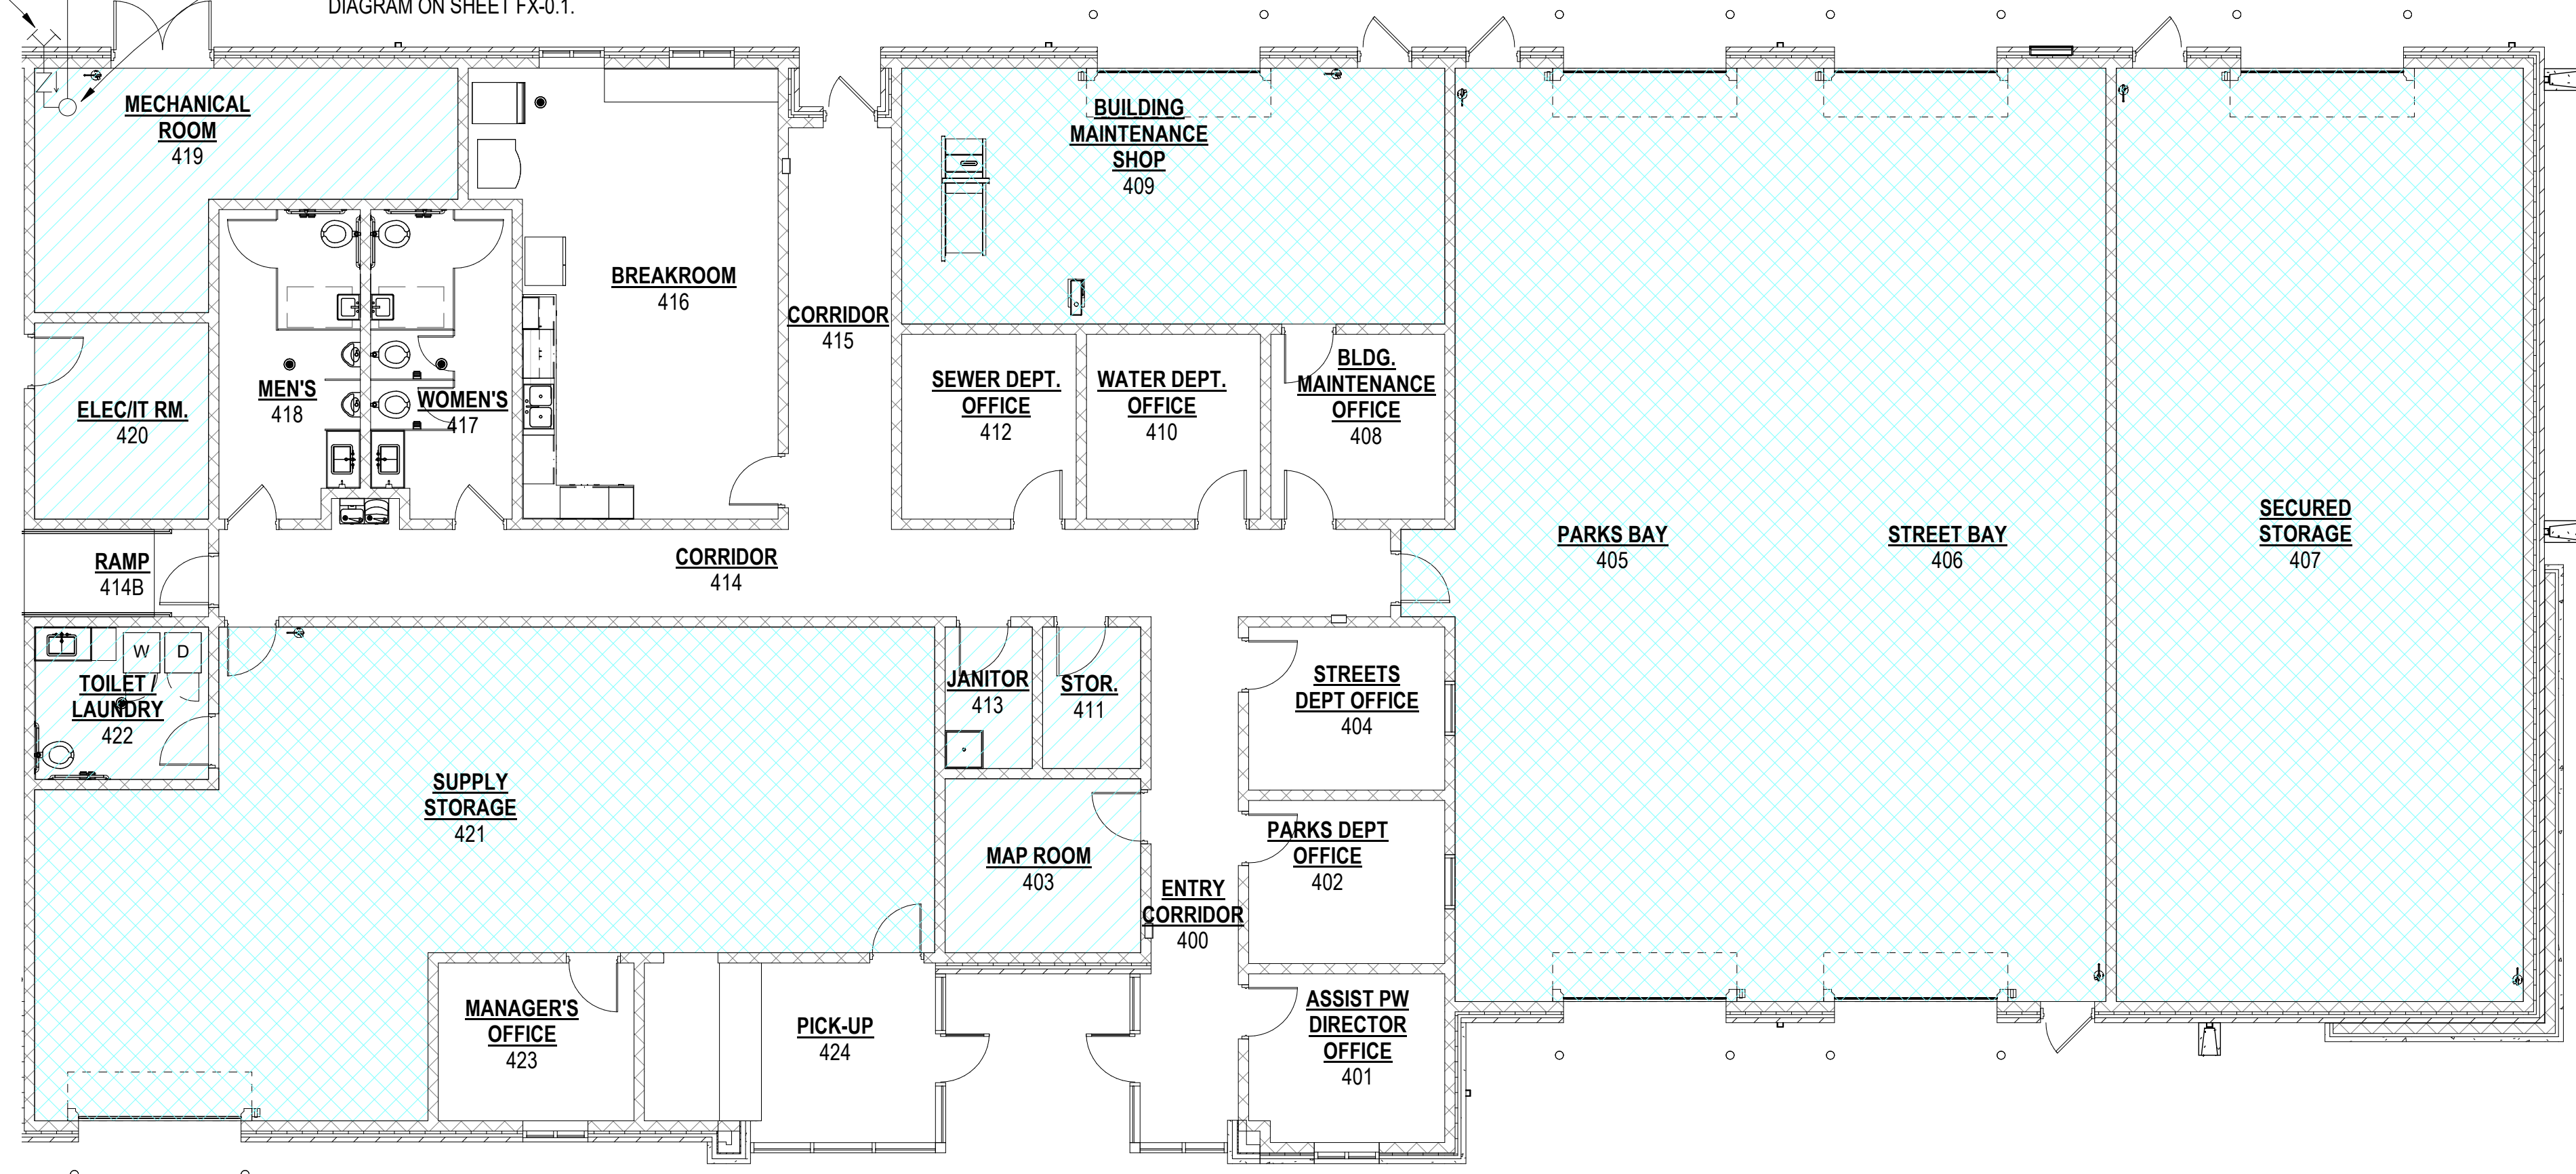 DIAGRAM ON SHEET FX-0.1.
MECHANICAL
ROOM
419
BREAKROOM
416
CORRIDOR
415
BUILDING
MAINTENANCE
SHOP
409
ELEC/IT RM.
420
MEN'S
418
WOMEN'S
417
SEWER DEPT.
OFFICE
412
WATER DEPT.
OFFICE
410
BLDG.
MAINTENANCE
OFFICE
408
PARKS BAY
405
STREET BAY
406
SECURED
STORAGE
407
RAMP
414B
CORRIDOR
414
W
D
TOILET /
LAUNDRY
422
SUPPLY
STORAGE
421
JANITOR
413
STOR.
411
STREETS
DEPT OFFICE
404
MAP ROOM
403
PARKS DEPT
OFFICE
402
ENTRY
CORRIDOR
400
MANAGER'S
OFFICE
423
PICK-UP
424
ASSIST PW
DIRECTOR
OFFICE
401